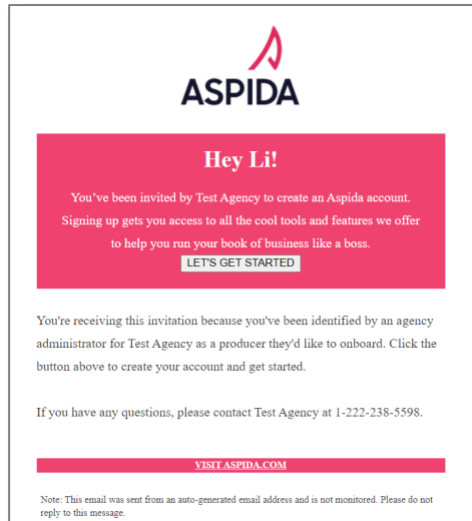 ASPIDA
Hey Li!
You've been invited by Test Agency to create an Aspida account.
Signing up gets you access to all the cool tools and features we offer
to help you run your book of business like a boss.
LET'S GET STARTED
You're receiving this invitation because you've been identified by an agency
administrator for Test Agency as a producer they'd like to onboard. Click the
button above to create your account and get started.
If you have any questions, please contact Test Agency at 1-222-238-5598.
VISIT ASPIDA.COM
Note: This email was sent from an auto-generated email address and is not monitored. Please do not
reply to this message.